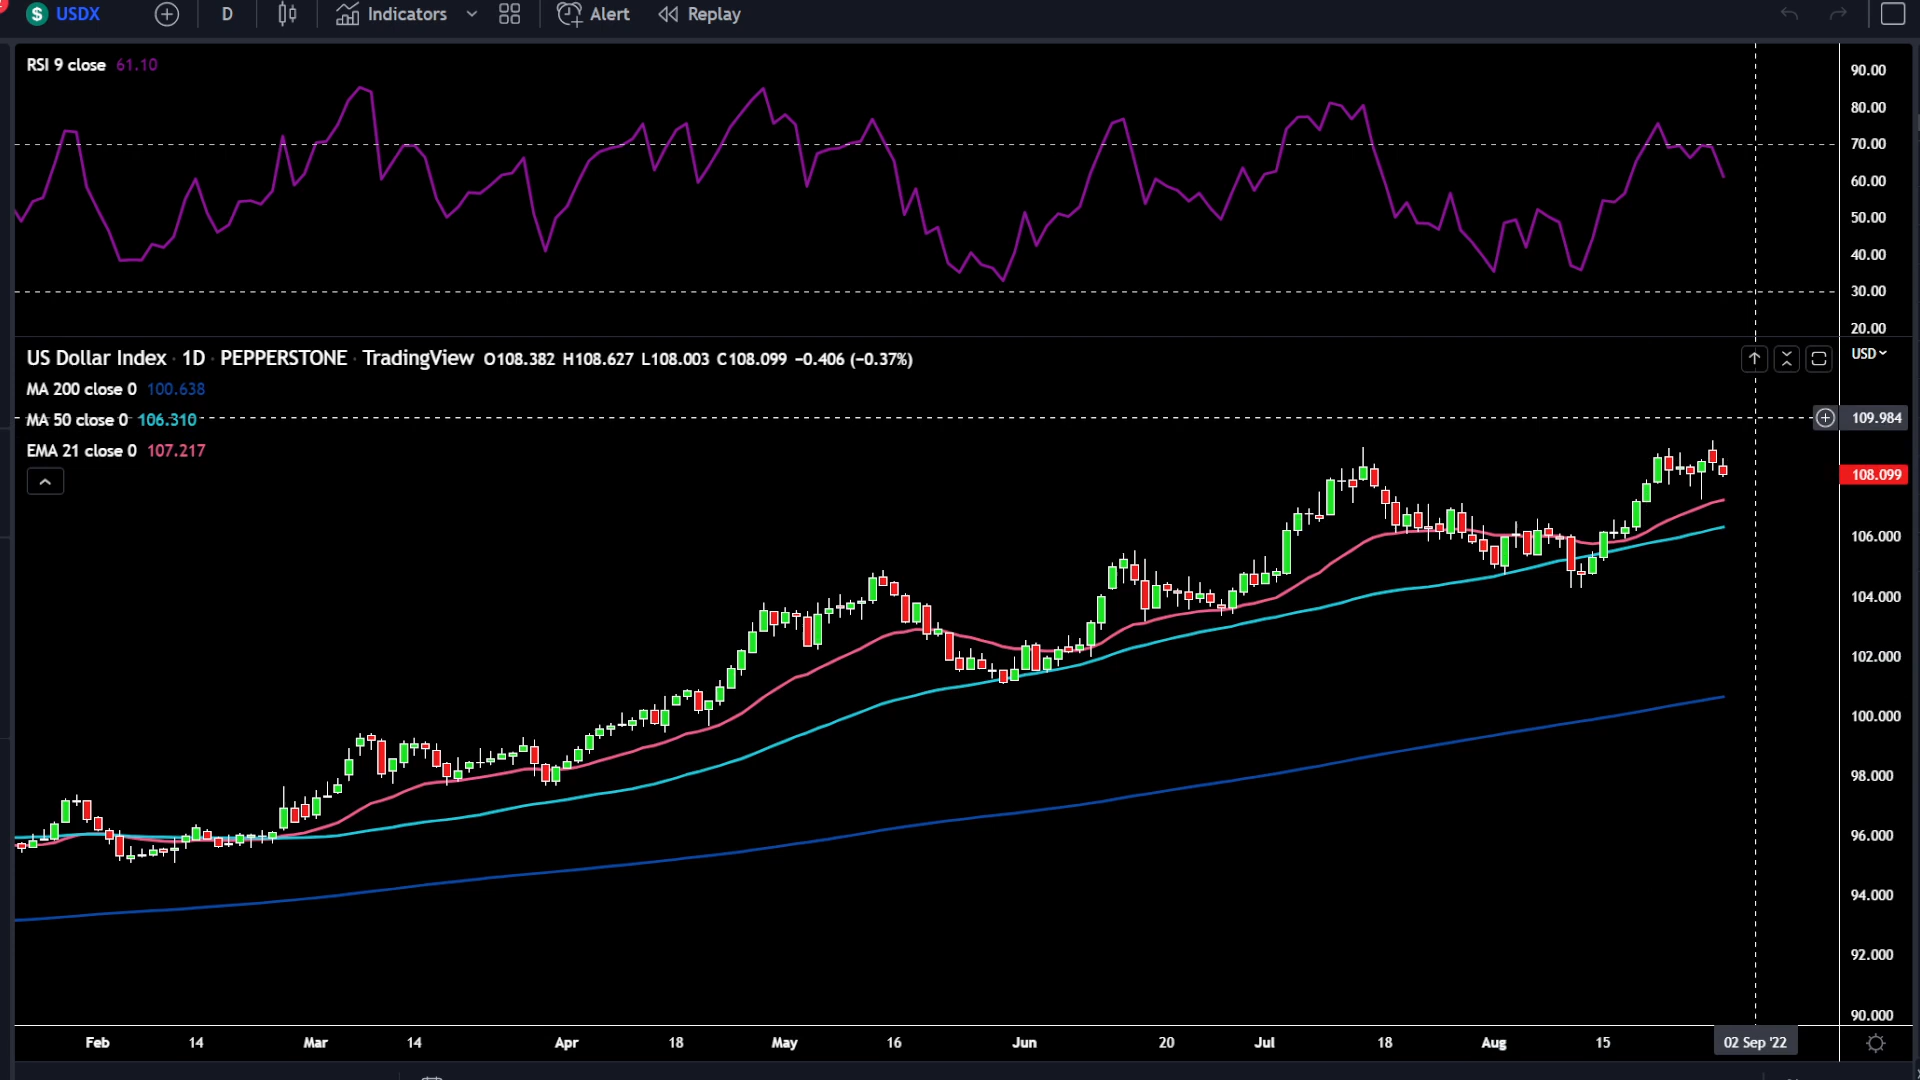 USDX D Indicators Alert Replay
RSI 9 close 61.10
90.00
80.00
70.00
60.00
50.00
40.00
30.00
20.00
US Dollar Index · 1D · PEPPERSTONE · TradingView O108.382 H108.627 L108.003 C108.099 −0.406 (−0.37%)
USD
MA 200 close 0 100.638
MA 50 close 0 106.310
109.984
EMA 21 close 0 107.217
108.099
106.000
104.000
102.000
100.000
98.000
96.000
94.000
92.000
90.000
Feb 14 Mar 14 Apr 18 May 16 Jun 20 Jul 18 Aug 15 02 Sep '22